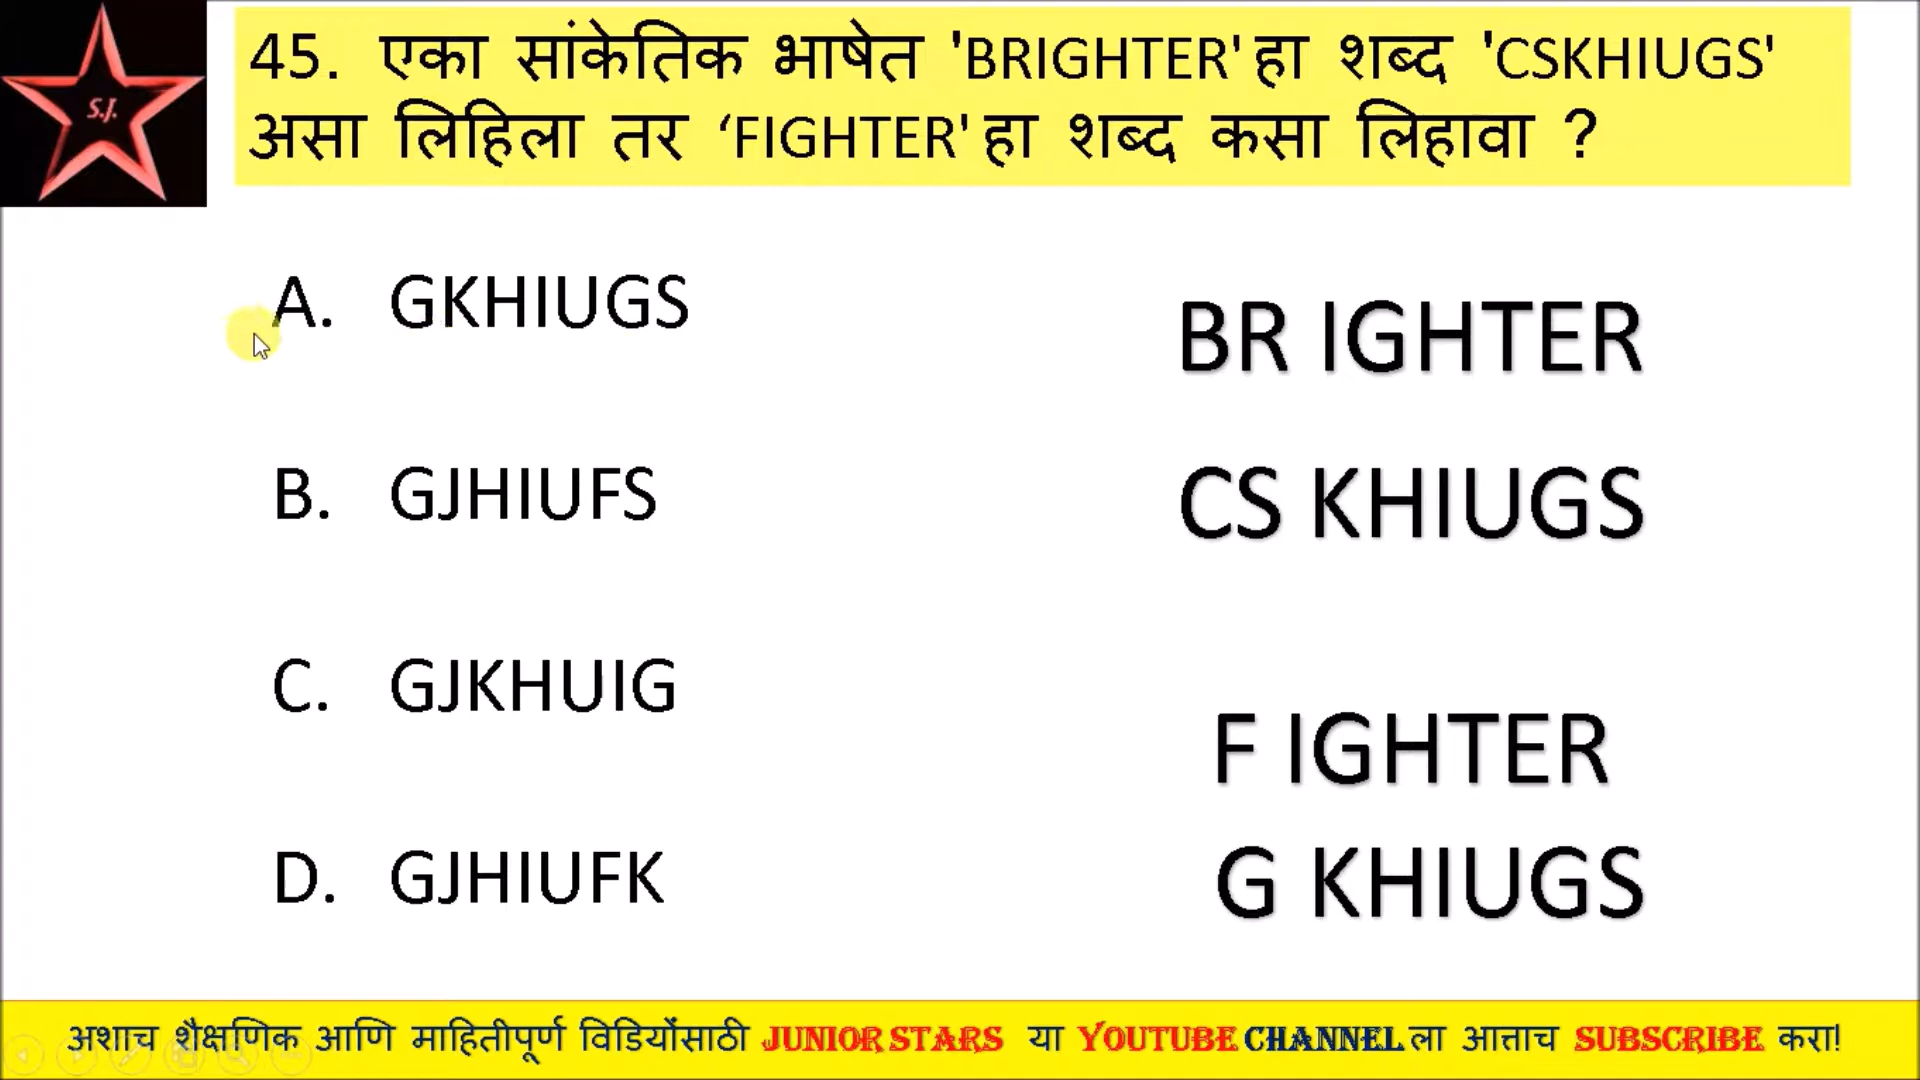 S.J.
45. एका सांकेतिक भाषेत 'BRIGHTER' हा शब्द 'CSKHIUGS'
असा लिहिला तर ‘FIGHTER' हा शब्द कसा लिहावा ?
A. GKHIUGS
B. GJHIUFS
C. GJKHUIG
D. GJHIUFK
BR IGHTER
CS KHIUGS
F IGHTER
G KHIUGS
अशाच शैक्षणिक आणि माहितीपूर्ण विडियोंसाठी JUNIOR STARS या YOUTUBE CHANNEL ला आत्ताच SUBSCRIBE करा!